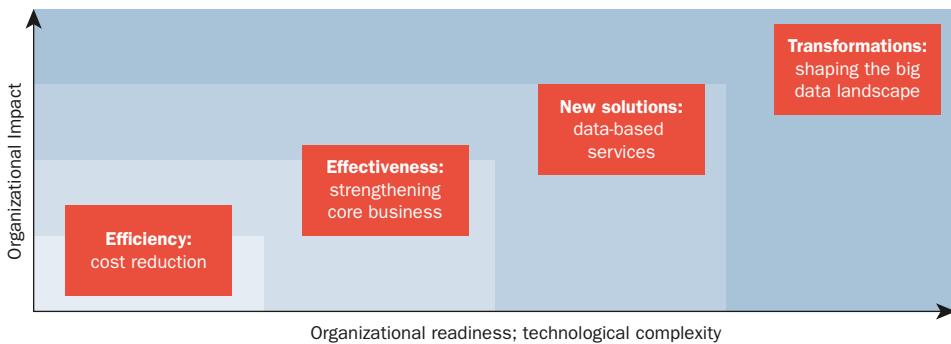 Organizational Impact
Transformations:
shaping the big
data landscape
New solutions:
data-based
services
Effectiveness:
strengthening
core business
Efficiency:
cost reduction
Organizational readiness; technological complexity